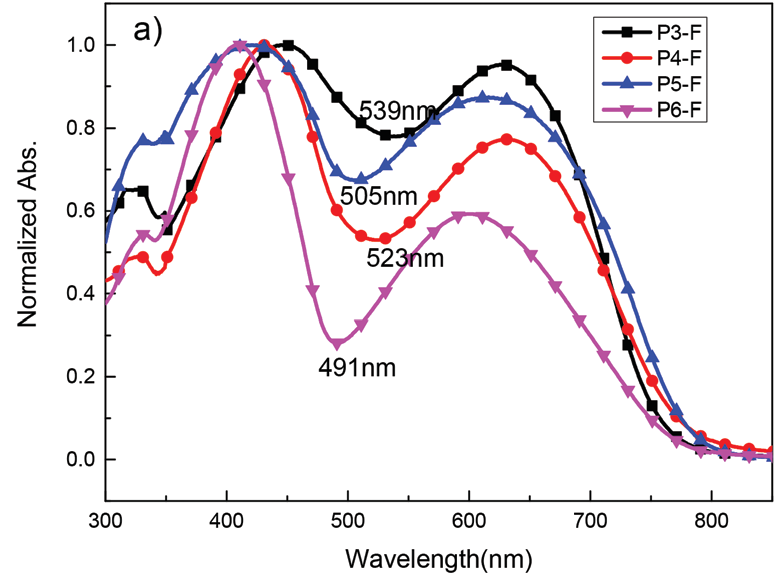 a)
P3-F
P4-F
P5-F
P6-F
1.0
0.8
0.6
0.4
0.2
0.0
Normalized Abs.
539nm
505nm
523nm
491nm
300 400 500 600 700 800
Wavelength(nm)